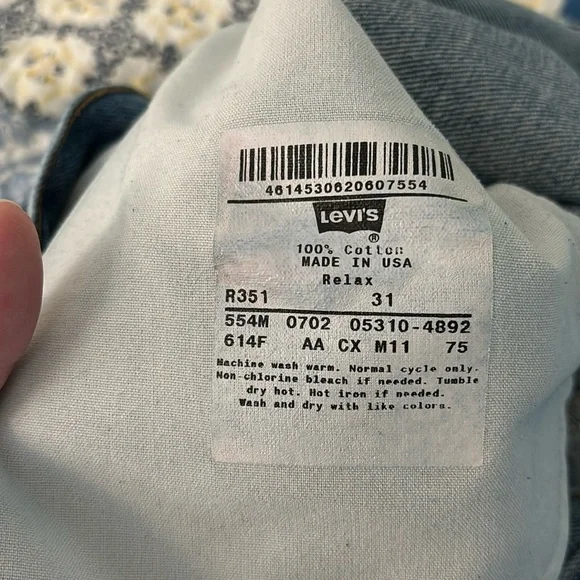 4614530620607554
LEVI'S
®
100% Cotton
MADE IN USA
Relax
R351 31
554M 0702 05310-4892
614F AA CX M11 75
Machine wash warm. Normal cycle only.
Non-chlorine bleach if needed. Tumble
dry hot. Hot iron if needed.
Wash and dry with like colors.